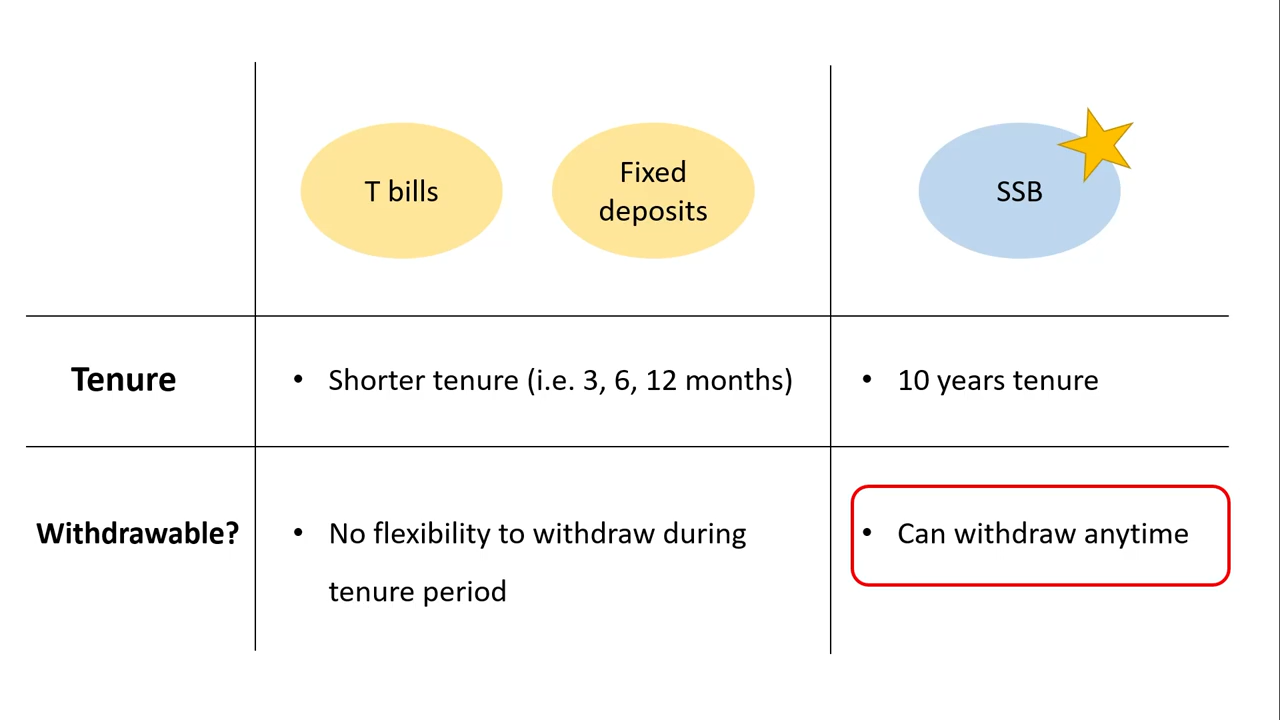 T bills
Fixed
deposits
SSB
Tenure
• Shorter tenure (i.e. 3, 6, 12 months)
• 10 years tenure
Withdrawable?
• No flexibility to withdraw during
tenure period
• Can withdraw anytime